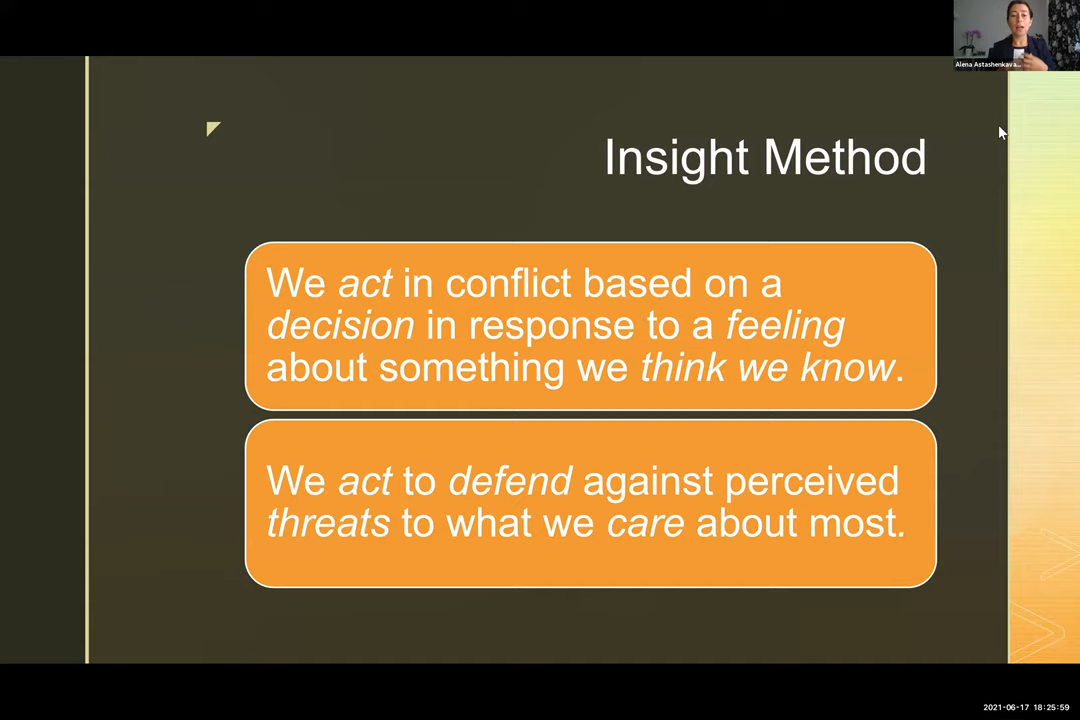 Alena Astashenkava...
Insight Method
We act in conflict based on a
decision in response to a feeling
about something we think we know.
We act to defend against perceived
threats to what we care about most.
2021-06-17 18:25:59